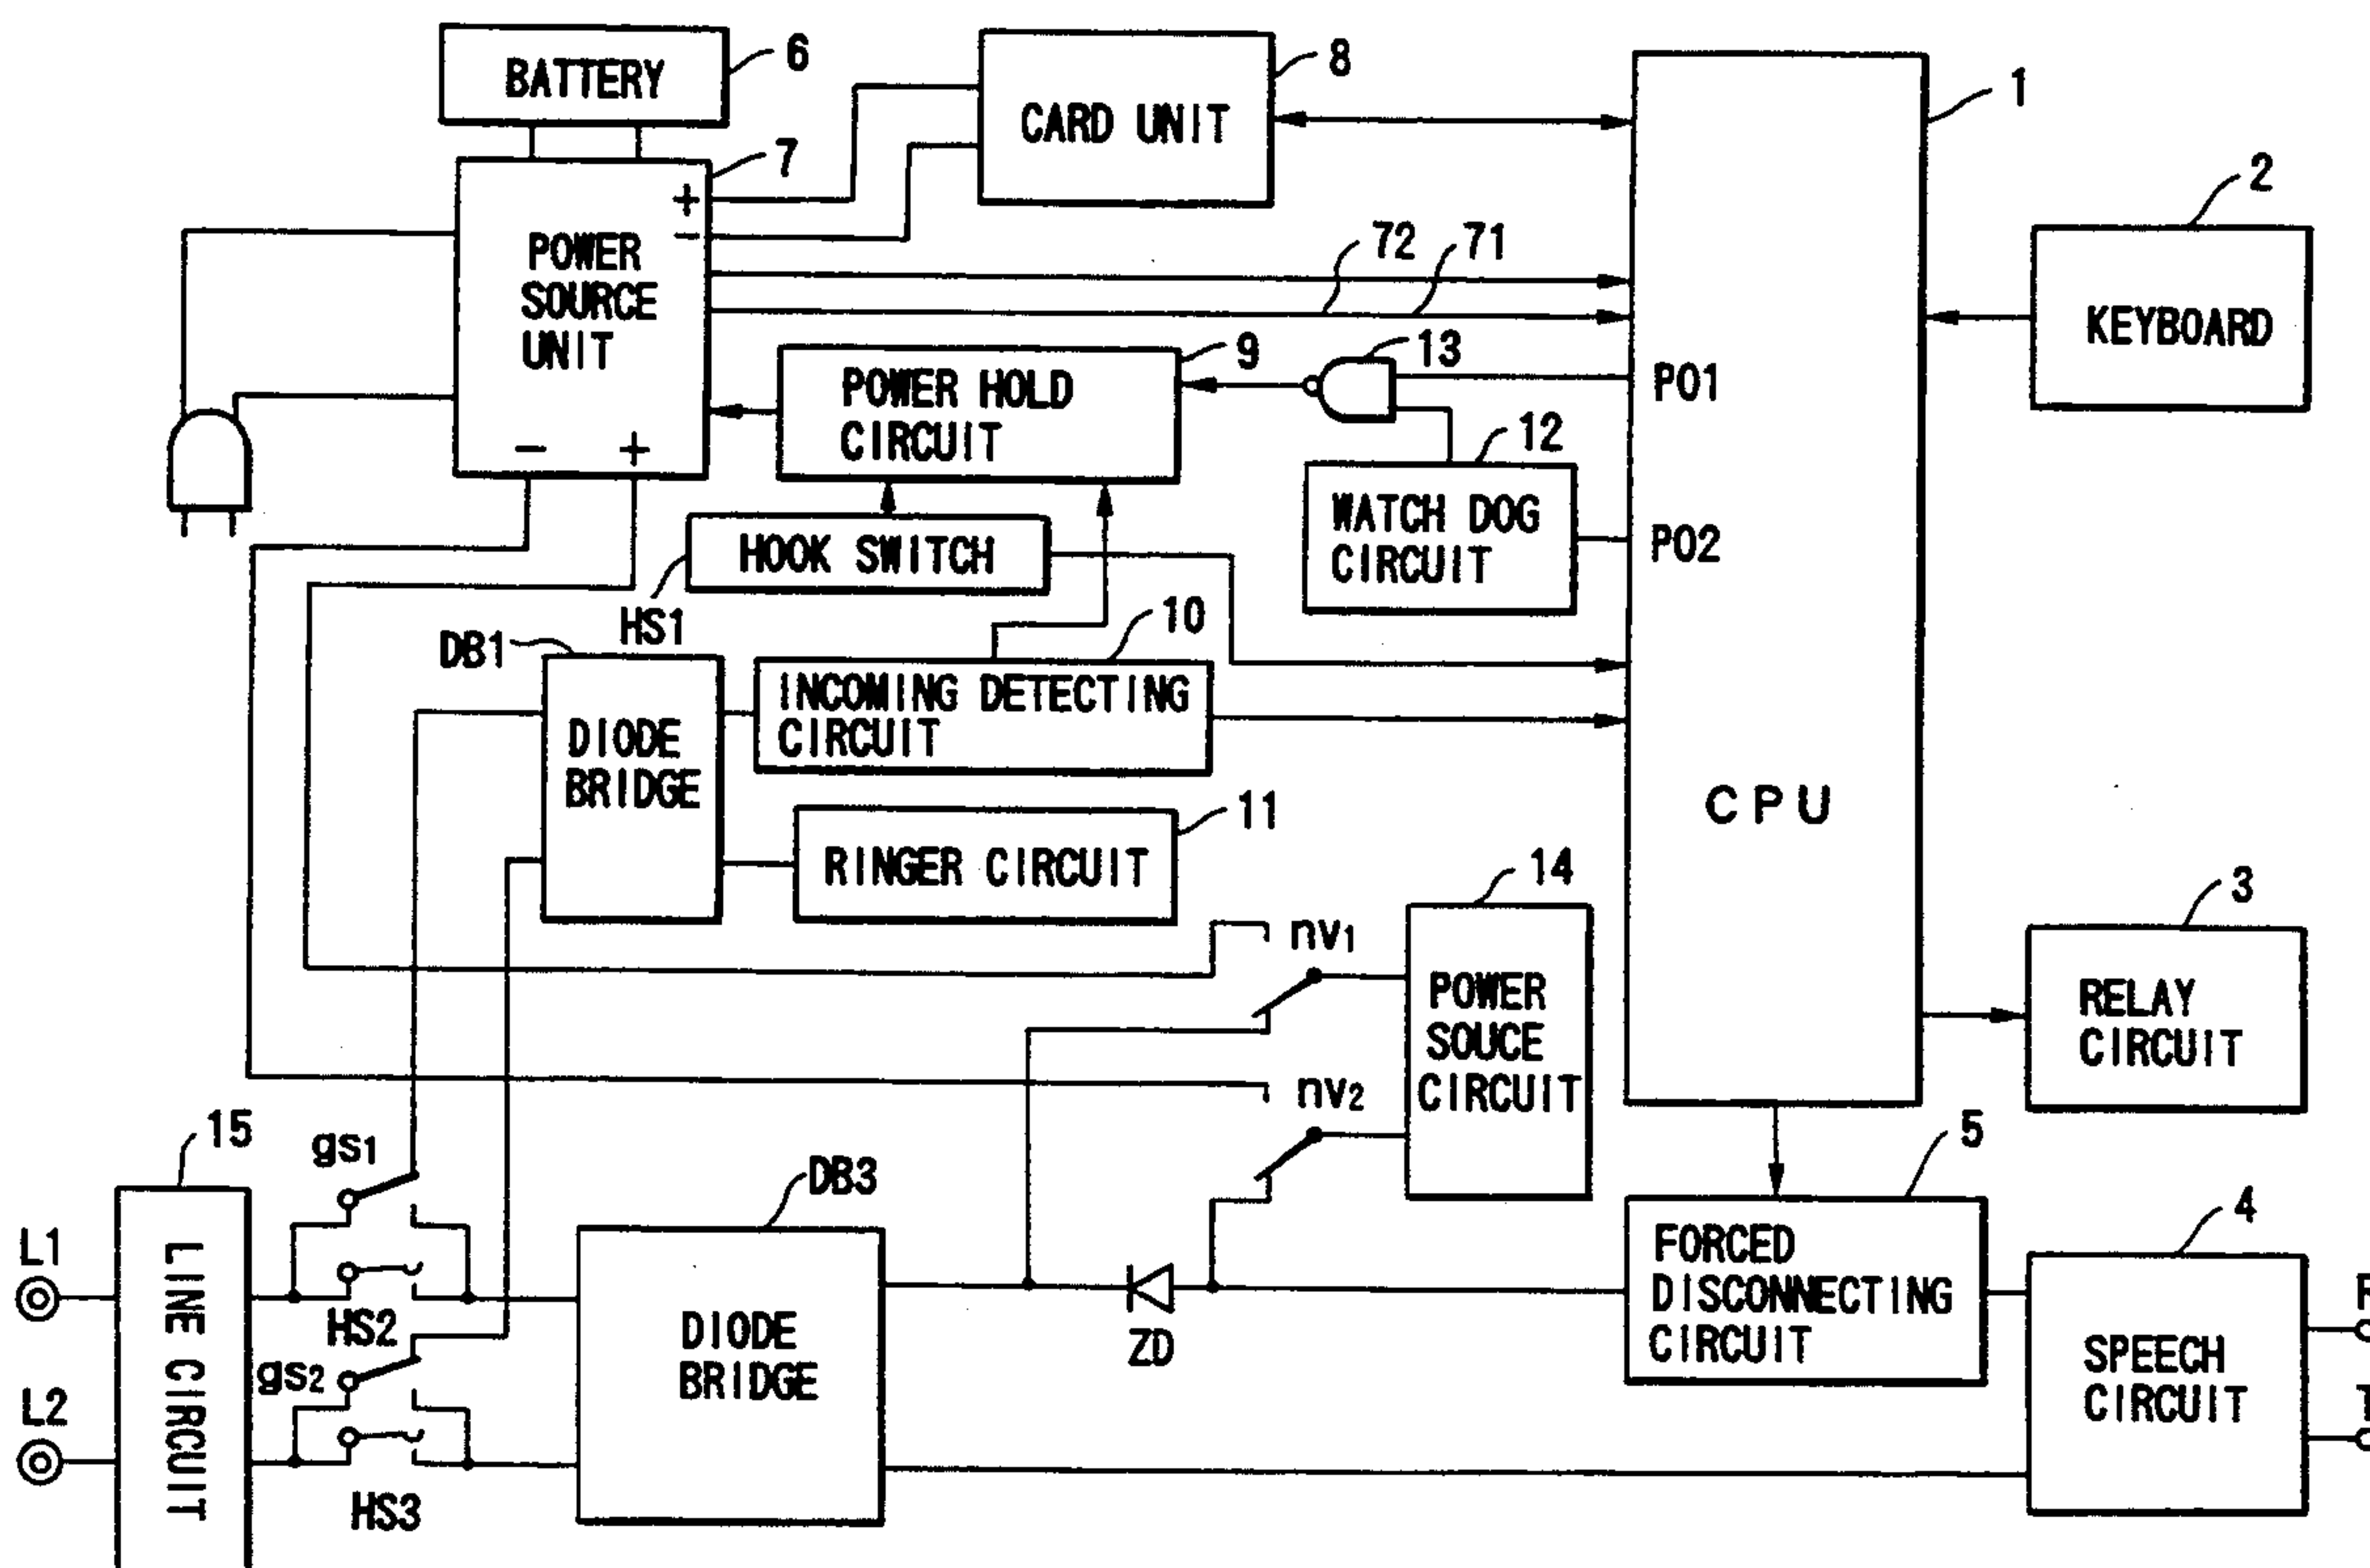 BATTERY
6
CARD UNIT
8
1
7
+
−
POWER
SOURCE
UNIT
−
+
72
71
2
KEYBOARD
POWER HOLD
CIRCUIT
9
13
PO1
12
WATCH DOG
CIRCUIT
PO2
HOOK SWITCH
HS1
DB1
10
INCOMING DETECTING
CIRCUIT
DIODE
BRIDGE
CPU
11
RINGER CIRCUIT
14
3
nv1
POWER
SOUCE
CIRCUIT
RELAY
CIRCUIT
nv2
15
gs1
DB3
5
4
L1
LINE CIRCUIT
HS2
gs2
DIODE
BRIDGE
ZD
FORCED
DISCONNECTING
CIRCUIT
SPEECH
CIRCUIT
L2
HS3